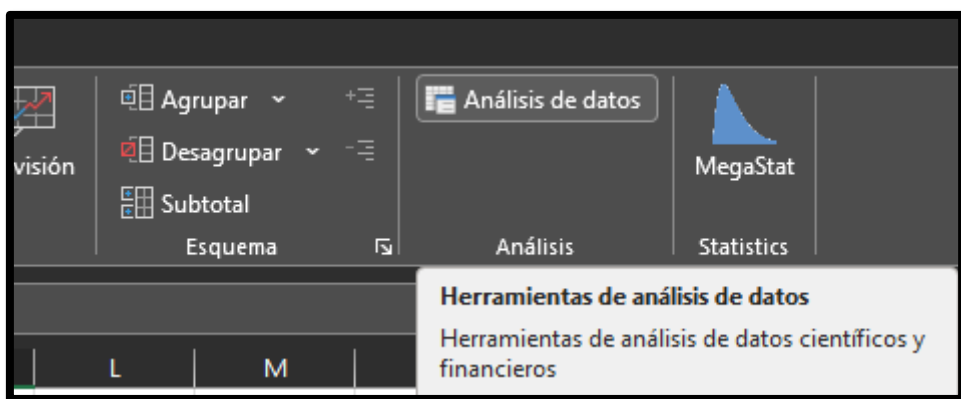 visión
Agrupar
Desagrupar
Subtotal
Esquema
Análisis de datos
Análisis
MegaStat
Statistics
Herramientas de análisis de datos
Herramientas de análisis de datos científicos y
financieros
L M